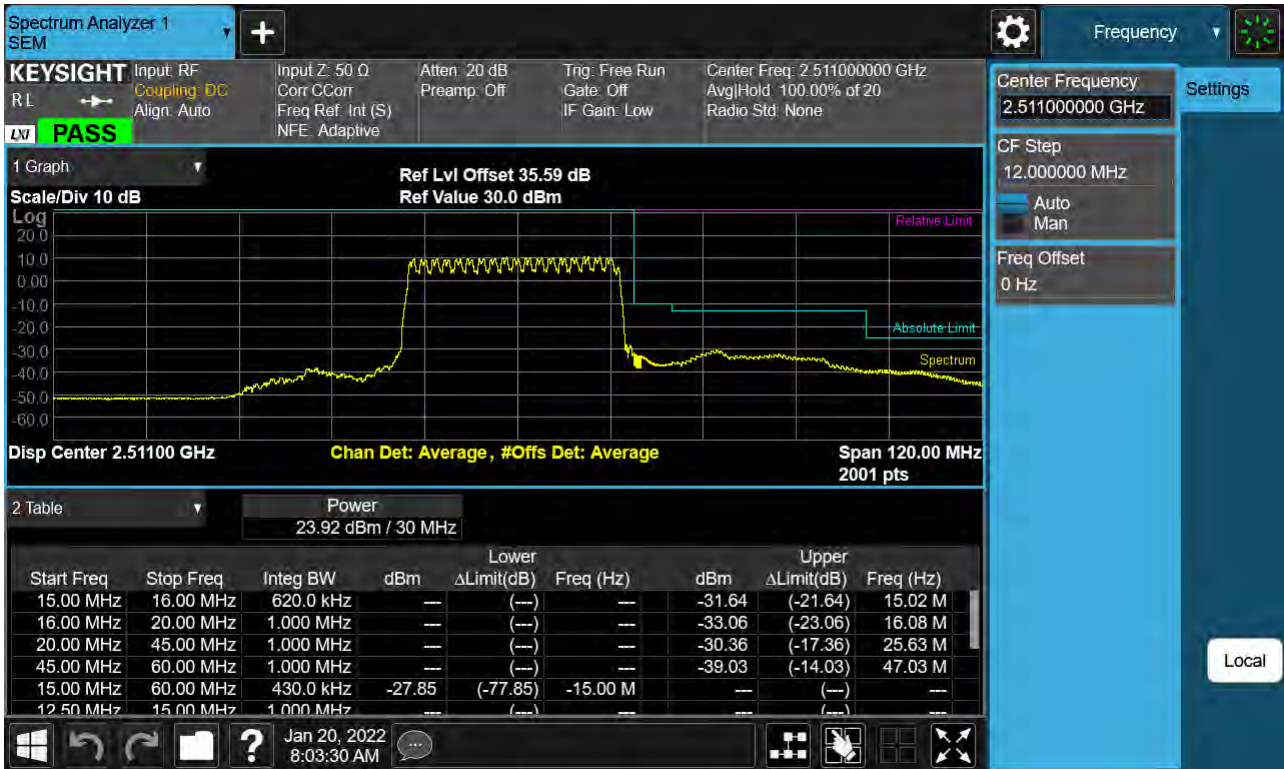 Spectrum Analyzer 1
SEM
Frequency
KEYSIGHT
RL
LXI PASS
Input: RF
Coupling: DC
Align: Auto
Input Z: 50 Ω
Corr CCorr
Freq Ref: Int (S)
NFE: Adaptive
Atten: 20 dB
Preamp: Off
Trig: Free Run
Gate: Off
IF Gain: Low
Center Freq: 2.511000000 GHz
Avg|Hold: 100.00% of 20
Radio Std: None
Center Frequency
2.511000000 GHz
Settings
CF Step
12.000000 MHz
Auto
Man
Freq Offset
0 Hz
Local
1 Graph
Scale/Div 10 dB
Ref Lvl Offset 35.59 dB
Ref Value 30.0 dBm
Log
20.0
10.0
0.00
-10.0
-20.0
-30.0
-40.0
-50.0
-60.0
Relative Limit
Absolute Limit
Spectrum
Disp Center 2.51100 GHz
Chan Det: Average, #Offs Det: Average
Span 120.00 MHz
2001 pts
2 Table
Power
23.92 dBm / 30 MHz
Lower Upper
Start Freq Stop Freq Integ BW dBm ΔLimit(dB) Freq (Hz) dBm ΔLimit(dB) Freq (Hz)
15.00 MHz 16.00 MHz 620.0 kHz --- (---) --- -31.64 (-21.64) 15.02 M
16.00 MHz 20.00 MHz 1.000 MHz --- (---) --- -33.06 (-23.06) 16.08 M
20.00 MHz 45.00 MHz 1.000 MHz --- (---) --- -30.36 (-17.36) 25.63 M
45.00 MHz 60.00 MHz 1.000 MHz --- (---) --- -39.03 (-14.03) 47.03 M
15.00 MHz 60.00 MHz 430.0 kHz -27.85 (-77.85) -15.00 M --- (---) ---
12.50 MHz 15.00 MHz 1.000 MHz --- (---) --- --- (---) ---
Jan 20, 2022
8:03:30 AM